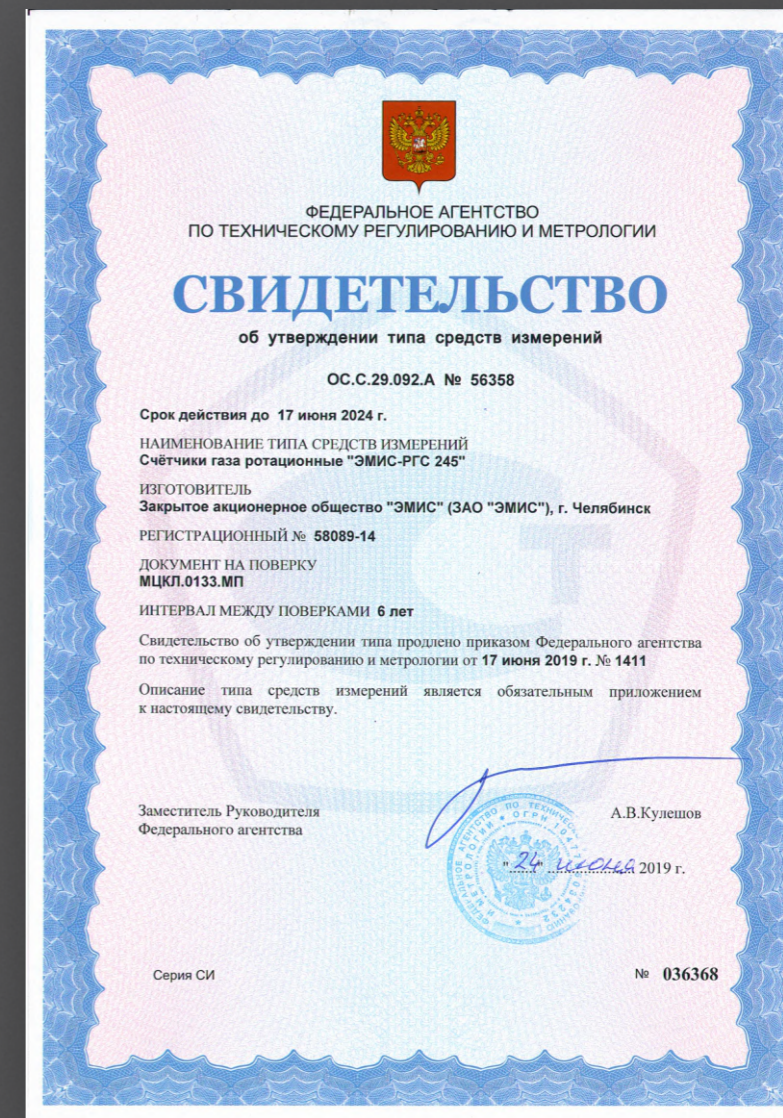 ФЕДЕРАЛЬНОЕ АГЕНТСТВО
ПО ТЕХНИЧЕСКОМУ РЕГУЛИРОВАНИЮ И МЕТРОЛОГИИ
СВИДЕТЕЛЬСТВО
об утверждении типа средств измерений
ОС.С.29.092.А № 56358
Срок действия до 17 июня 2024 г.
НАИМЕНОВАНИЕ ТИПА СРЕДСТВ ИЗМЕРЕНИЙ
Счётчики газа ротационные "ЭМИС-РГС 245"
ИЗГОТОВИТЕЛЬ
Закрытое акционерное общество "ЭМИС" (ЗАО "ЭМИС"), г. Челябинск
РЕГИСТРАЦИОННЫЙ № 58089-14
ДОКУМЕНТ НА ПОВЕРКУ
МЦКЛ.0133.МП
ИНТЕРВАЛ МЕЖДУ ПОВЕРКАМИ 6 лет
Свидетельство об утверждении типа продлено приказом Федерального агентства
по техническому регулированию и метрологии от 17 июня 2019 г. № 1411
Описание типа средств измерений является обязательным приложением
к настоящему свидетельству.
Заместитель Руководителя
Федерального агентства
А.В.Кулешов
"24" июня 2019 г.
Серия СИ
№ 036368